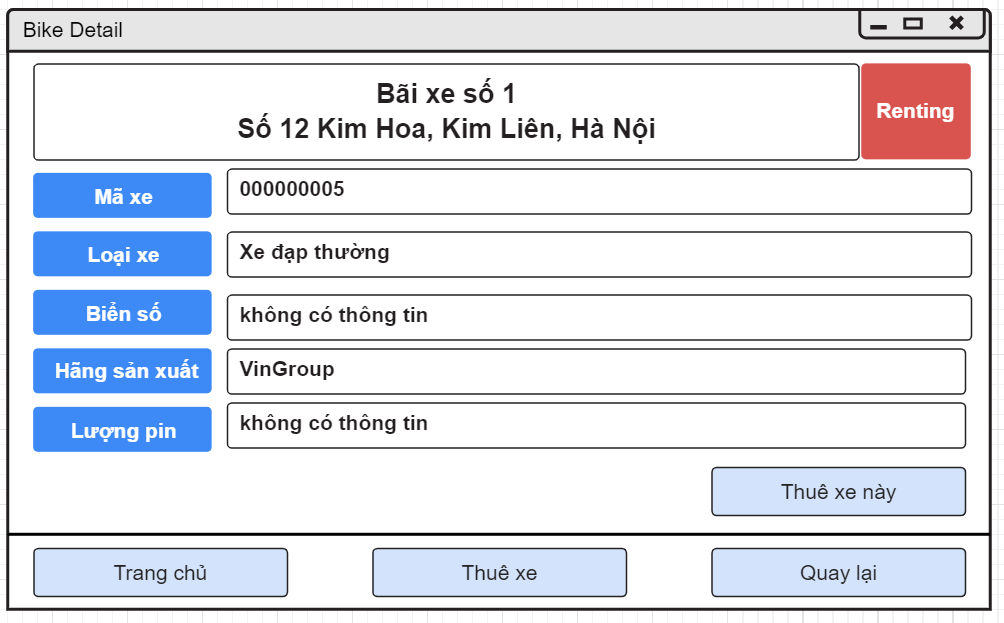 Bike Detail
Bãi xe số 1
Số 12 Kim Hoa, Kim Liên, Hà Nội
Renting
Mã xe
000000005
Loại xe
Xe đạp thường
Biển số
không có thông tin
Hãng sản xuất
VinGroup
Lượng pin
không có thông tin
Thuê xe này
Trang chủ
Thuê xe
Quay lại